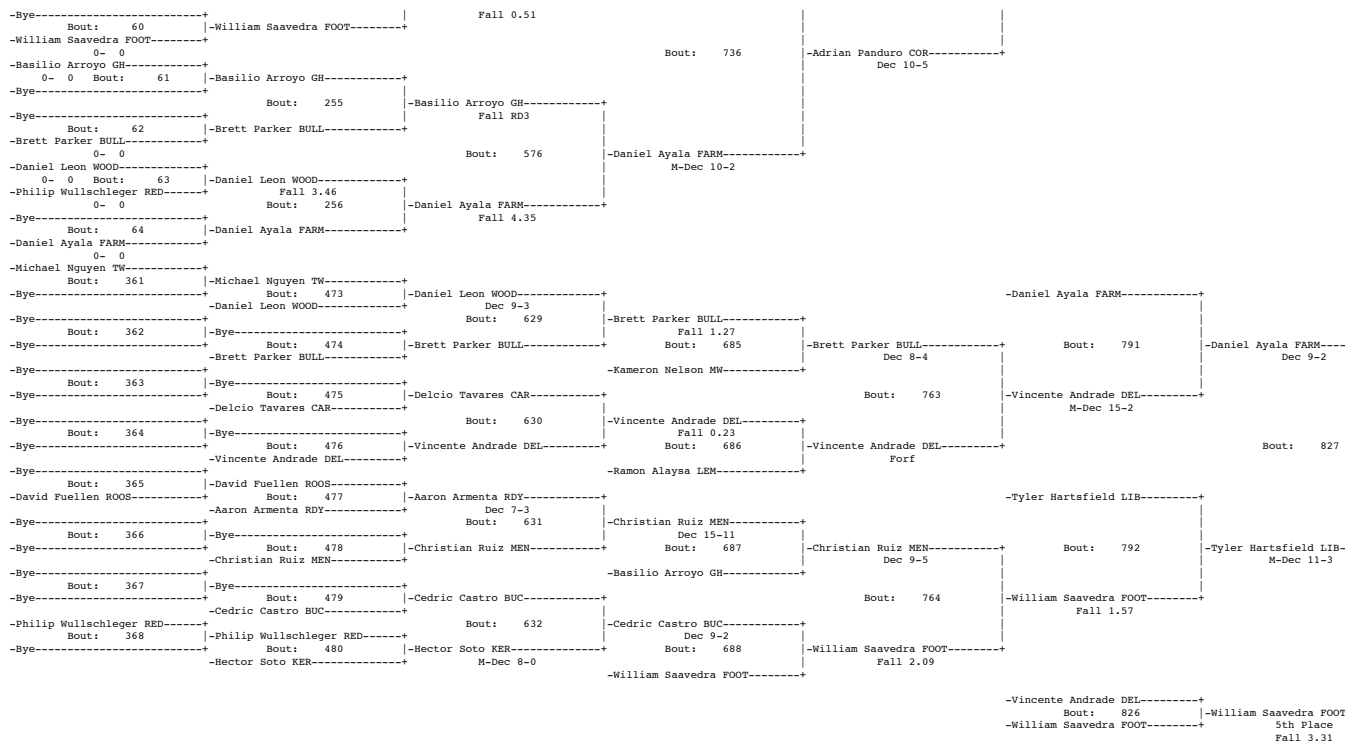 -Bye--------------------------+ | Fall 0.51 | |
Bout: 60 |-William Saavedra FOOT--------+ | |
-William Saavedra FOOT--------+ | |
0- 0 Bout: 736 |-Adrian Panduro COR-----------+
-Basilio Arroyo GH------------+ | Dec 10-5
0- 0 Bout: 61 |-Basilio Arroyo GH------------+ |
-Bye--------------------------+ | |
Bout: 255 |-Basilio Arroyo GH------------+ |
-Bye--------------------------+ | Fall RD3 | |
Bout: 62 |-Brett Parker BULL------------+ | |
-Brett Parker BULL------------+ | |
0- 0 Bout: 576 |-Daniel Ayala FARM------------+
-Daniel Leon WOOD-------------+ | M-Dec 10-2
0- 0 Bout: 63 |-Daniel Leon WOOD-------------+ |
-Philip Wullschleger RED------+ Fall 3.46 | |
0- 0 Bout: 256 |-Daniel Ayala FARM------------+
-Bye--------------------------+ | Fall 4.35
Bout: 64 |-Daniel Ayala FARM------------+
-Daniel Ayala FARM------------+
0- 0
-Michael Nguyen TW------------+
Bout: 361 |-Michael Nguyen TW------------+
-Bye--------------------------+ Bout: 473 |-Daniel Leon WOOD-------------+ -Daniel Ayala FARM------------+
-Daniel Leon WOOD-------------+ Dec 9-3 | |
-Bye--------------------------+ Bout: 629 |-Brett Parker BULL------------+ |
Bout: 362 |-Bye--------------------------+ | Fall 1.27 | |
-Bye--------------------------+ Bout: 474 |-Brett Parker BULL------------+ Bout: 685 |-Brett Parker BULL------------+ Bout: 791 |-Daniel Ayala FARM----
-Brett Parker BULL------------+ | Dec 8-4 | | Dec 9-2
-Bye--------------------------+ -Kameron Nelson MW------------+ | |
Bout: 363 |-Bye--------------------------+ | |
-Bye--------------------------+ Bout: 475 |-Delcio Tavares CAR-----------+ Bout: 763 |-Vincente Andrade DEL---------+
-Delcio Tavares CAR-----------+ | | M-Dec 15-2
-Bye--------------------------+ Bout: 630 |-Vincente Andrade DEL---------+ |
Bout: 364 |-Bye--------------------------+ | Fall 0.23 | |
-Bye--------------------------+ Bout: 476 |-Vincente Andrade DEL---------+ Bout: 686 |-Vincente Andrade DEL---------+ Bout: 827
-Vincente Andrade DEL---------+ | Forf
-Bye--------------------------+ -Ramon Alaysa LEM-------------+
Bout: 365 |-David Fuellen ROOS-----------+
-David Fuellen ROOS-----------+ Bout: 477 |-Aaron Armenta RDY------------+ -Tyler Hartsfield LIB---------+
-Aaron Armenta RDY------------+ Dec 7-3 | |
-Bye--------------------------+ Bout: 631 |-Christian Ruiz MEN-----------+ |
Bout: 366 |-Bye--------------------------+ | Dec 15-11 | |
-Bye--------------------------+ Bout: 478 |-Christian Ruiz MEN-----------+ Bout: 687 |-Christian Ruiz MEN-----------+ Bout: 792 |-Tyler Hartsfield LIB-
-Christian Ruiz MEN-----------+ | Dec 9-5 | | M-Dec 11-3
-Bye--------------------------+ -Basilio Arroyo GH------------+ | |
Bout: 367 |-Bye--------------------------+ | |
-Bye--------------------------+ Bout: 479 |-Cedric Castro BUC------------+ Bout: 764 |-William Saavedra FOOT--------+
-Cedric Castro BUC------------+ | | Fall 1.57
-Philip Wullschleger RED------+ Bout: 632 |-Cedric Castro BUC------------+ |
Bout: 368 |-Philip Wullschleger RED------+ | Dec 9-2 | |
-Bye--------------------------+ Bout: 480 |-Hector Soto KER--------------+ Bout: 688 |-William Saavedra FOOT--------+
-Hector Soto KER--------------+ M-Dec 8-0 | Fall 2.09
-William Saavedra FOOT--------+
-Vincente Andrade DEL---------+
Bout: 826 |-William Saavedra FOOT
-William Saavedra FOOT--------+ 5th Place
Fall 3.31